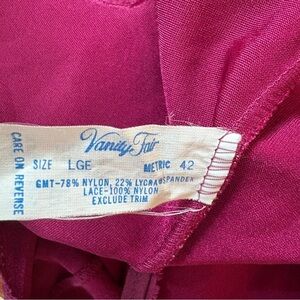 CARE ON REVERSE
Vanity Fair
SIZE LGE METRIC 42
GMT-78% NYLON, 22% LYCRA SPANDEX
LACE-100% NYLON
EXCLUDE TRIM